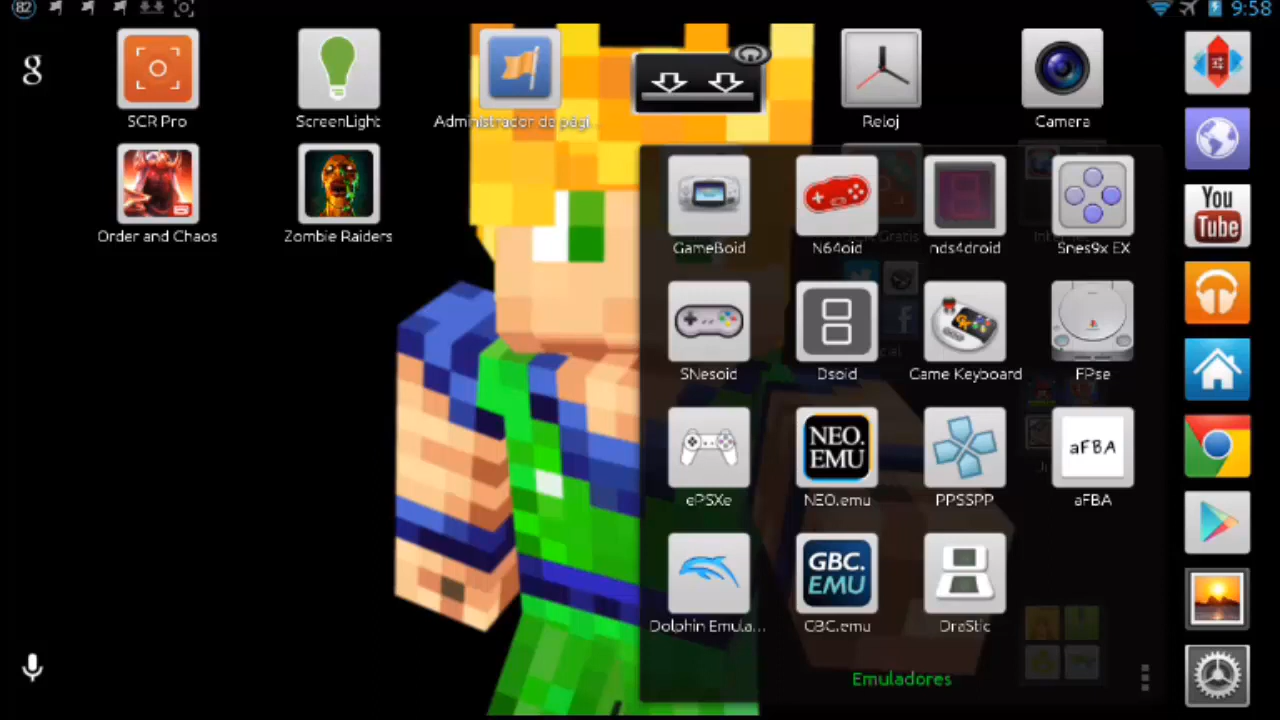 82
9:58
g
SCR Pro
ScreenLight
Administrador de pági...
Reloj
Camera
Order and Chaos
Zombie Raiders
GameBoid
N64oid
nds4droid
Snes9x EX
SNesoid
Dsoid
GK
Game Keyboard
FPse
ePSXe
NEO.
EMU
NEO.emu
PPSSPP
aFBA
aFBA
Dolphin Emula...
GBC.
EMU
GBC.emu
DraStic
Emuladores
You
Tube